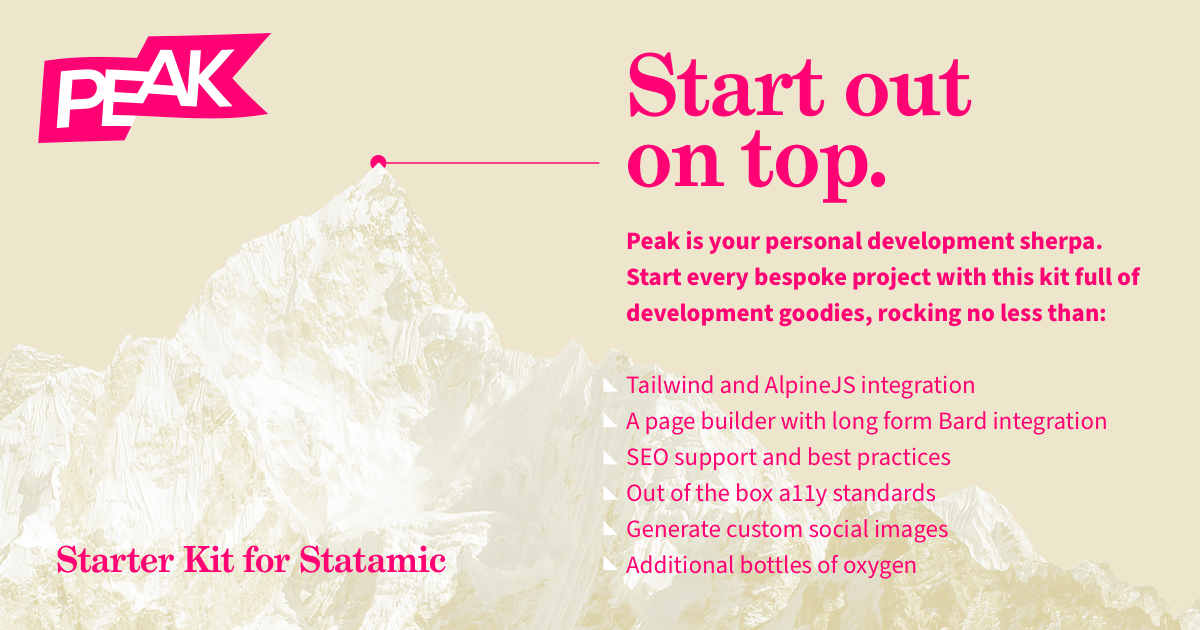 PEAK
Start out
on top.
Peak is your personal development sherpa.
Start every bespoke project with this kit full of
development goodies, rocking no less than:
Tailwind and AlpineJS integration
A page builder with long form Bard integration
SEO support and best practices
Out of the box a11y standards
Generate custom social images
Additional bottles of oxygen
Starter Kit for Statamic